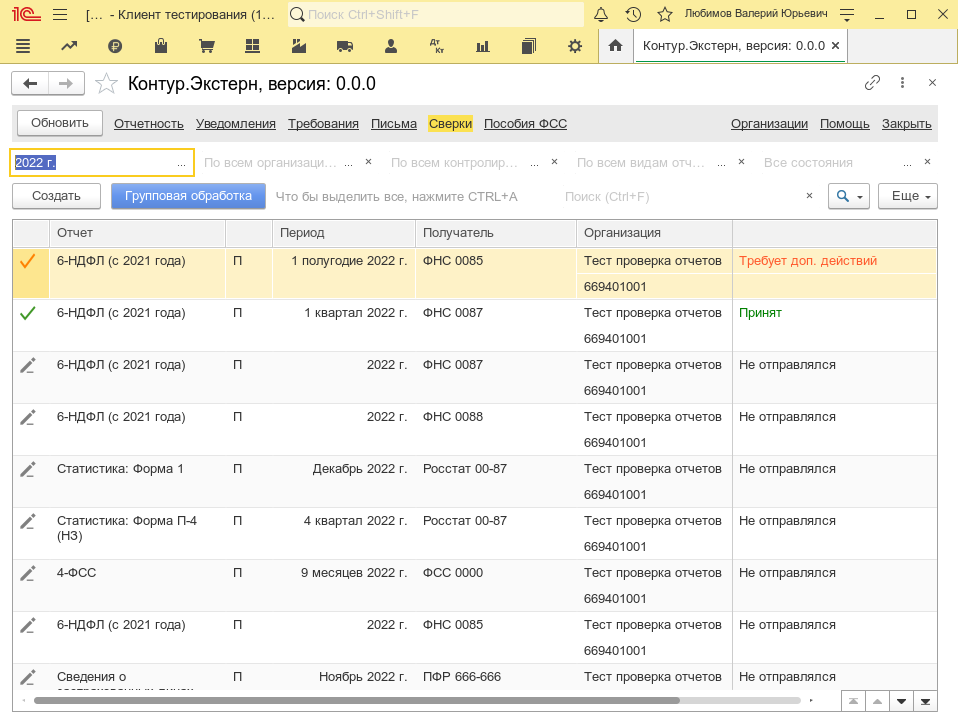 [... - Клиент тестирования (1... Поиск Ctrl+Shift+F Любимов Валерий Юрьевич
Контур.Экстерн, версия: 0.0.0 ×
Контур.Экстерн, версия: 0.0.0
Обновить Отчетность Уведомления Требования Письма Сверки Пособия ФСС Организации Помощь Закрыть
2022 г. ... По всем организаци... ... × По всем контролир... ... × По всем видам отч... ... × Все состояния ... ×
Создать Групповая обработка Что бы выделить все, нажмите CTRL+A Поиск (Ctrl+F) × Еще
Отчет Период Получатель Организация
6-НДФЛ (с 2021 года) П 1 полугодие 2022 г. ФНС 0085 Тест проверка отчетов Требует доп. действий
669401001
6-НДФЛ (с 2021 года) П 1 квартал 2022 г. ФНС 0087 Тест проверка отчетов Принят
669401001
6-НДФЛ (с 2021 года) П 2022 г. ФНС 0087 Тест проверка отчетов Не отправлялся
669401001
6-НДФЛ (с 2021 года) П 2022 г. ФНС 0088 Тест проверка отчетов Не отправлялся
669401001
Статистика: Форма 1 П Декабрь 2022 г. Росстат 00-87 Тест проверка отчетов Не отправлялся
669401001
Статистика: Форма П-4 П 4 квартал 2022 г. Росстат 00-87 Тест проверка отчетов Не отправлялся
(НЗ)
669401001
4-ФСС П 9 месяцев 2022 г. ФСС 0000 Тест проверка отчетов Не отправлялся
669401001
6-НДФЛ (с 2021 года) П 2022 г. ФНС 0085 Тест проверка отчетов Не отправлялся
669401001
Сведения о П Ноябрь 2022 г. ПФР 666-666 Тест проверка отчетов Не отправлялся